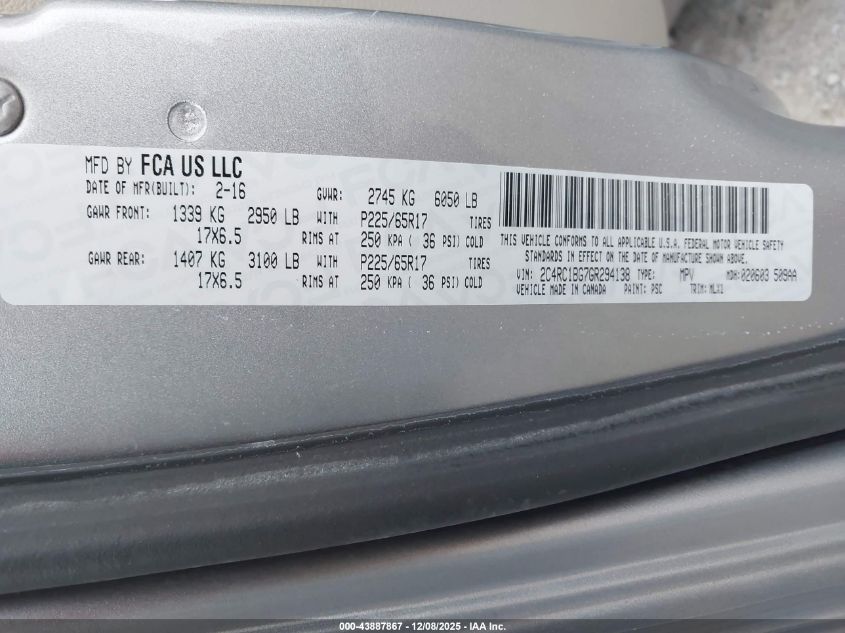 MFD BY FCA US LLC
DATE OF MFR(BUILT): 2-16 GVWR: 2745 KG 6050 LB
GAWR FRONT: 1339 KG 2950 LB WITH P225/65R17 TIRES
17X6.5 RIMS AT 250 KPA ( 36 PSI) COLD
GAWR REAR: 1407 KG 3100 LB WITH P225/65R17 TIRES
17X6.5 RIMS AT 250 KPA ( 36 PSI) COLD
THIS VEHICLE CONFORMS TO ALL APPLICABLE U.S.A. FEDERAL MOTOR VEHICLE SAFETY
STANDARDS IN EFFECT ON THE DATE OF MANUFACTURE SHOWN ABOVE.
VIN: 2C4RC1BG7GR294138 TYPE: MPV MDH: 020603 509AA
VEHICLE MADE IN CANADA PAINT: PSC TRIM: MLX1
000-43887867 - 12/08/2025 - IAA Inc.